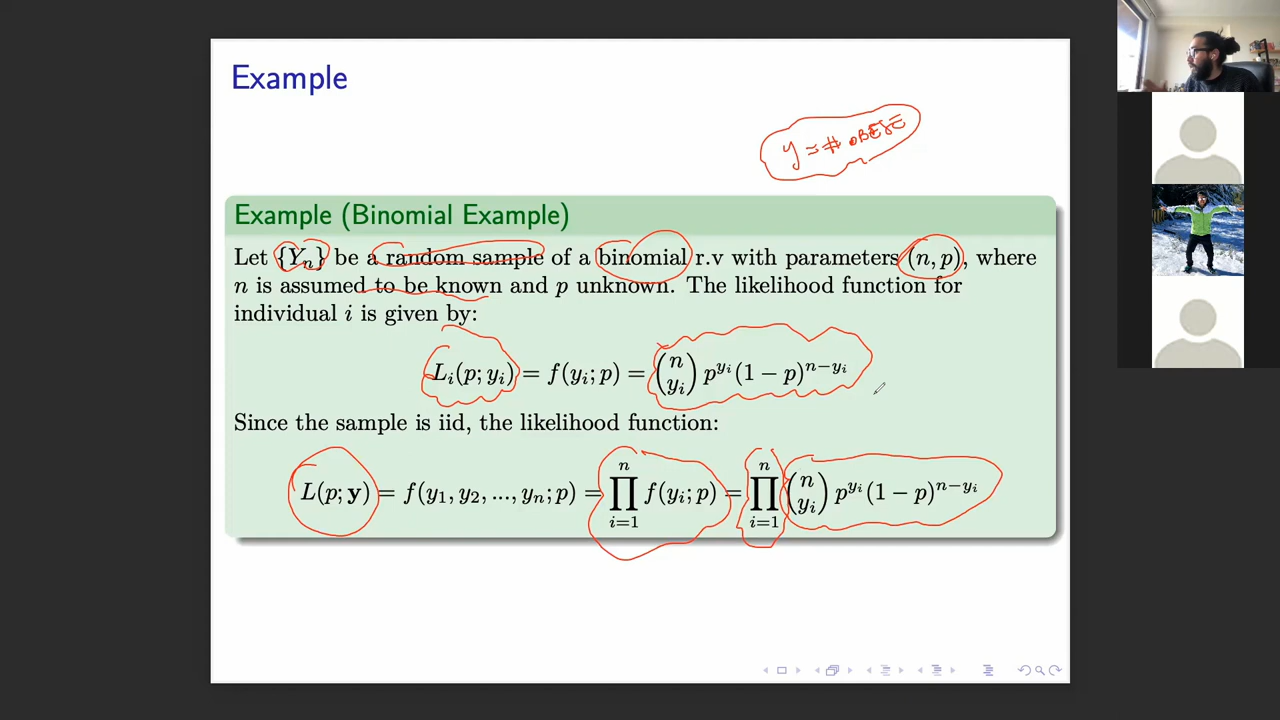 Example
y = # OBESE
Example (Binomial Example)
Let {Yₙ} be a random sample of a binomial r.v with parameters (n, p), where
n is assumed to be known and p unknown. The likelihood function for
individual i is given by:
Lᵢ(p; yᵢ) = f(yᵢ; p) = (n yᵢ) p^{yᵢ}(1 − p)^{n−yᵢ}
Since the sample is iid, the likelihood function:
L(p; y) = f(y₁, y₂, ..., yₙ; p) = ∏_{i=1}^{n} f(yᵢ; p) = ∏_{i=1}^{n} (n yᵢ) p^{yᵢ}(1 − p)^{n−yᵢ}